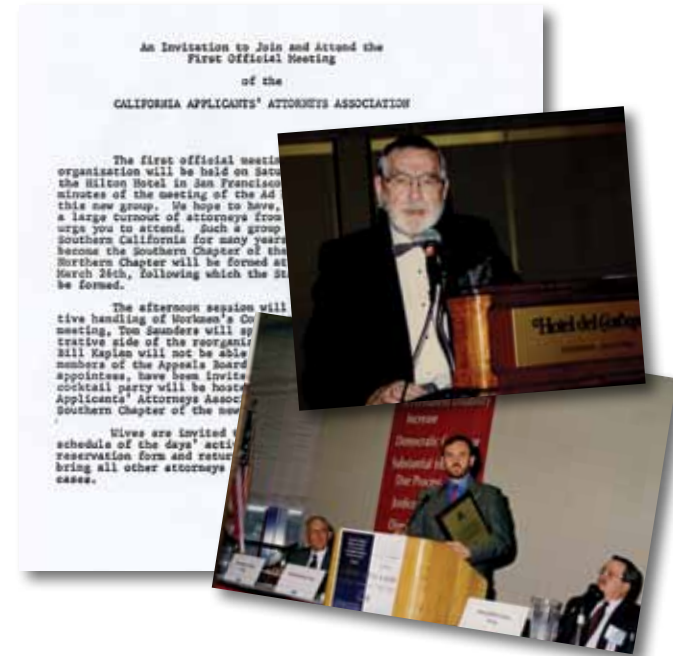 An Invitation to Join and Attend the
First Official Meeting
of the
CALIFORNIA APPLICANTS' ATTORNEYS ASSOCIATION
The first official meetin
organization will be held on Satu
the Hilton Hotel in San Francisco
minutes of the meeting of the Ad
this new group. We hope to have,
a large turnout of attorneys from
urges you to attend. Such a group
Southern California for many years
become the Southern Chapter of the
Northern Chapter will be formed at
March 26th, following which the St
be formed.
The afternoon session will
tive handling of Workmen's Co
meeting, Tom Saunders will sp
trative side of the reorgani
Bill Kaplan will not be able
members of the Appeals Board
appointees, have been invite
cocktail party will be hoste
Applicants' Attorneys Assoc
Southern Chapter of the new
Wives are invited
schedule of the days' activ
reservation form and retur
bring all other attorneys
cases.
Hotel del
Increase
Democratic
Substantial
Due Process